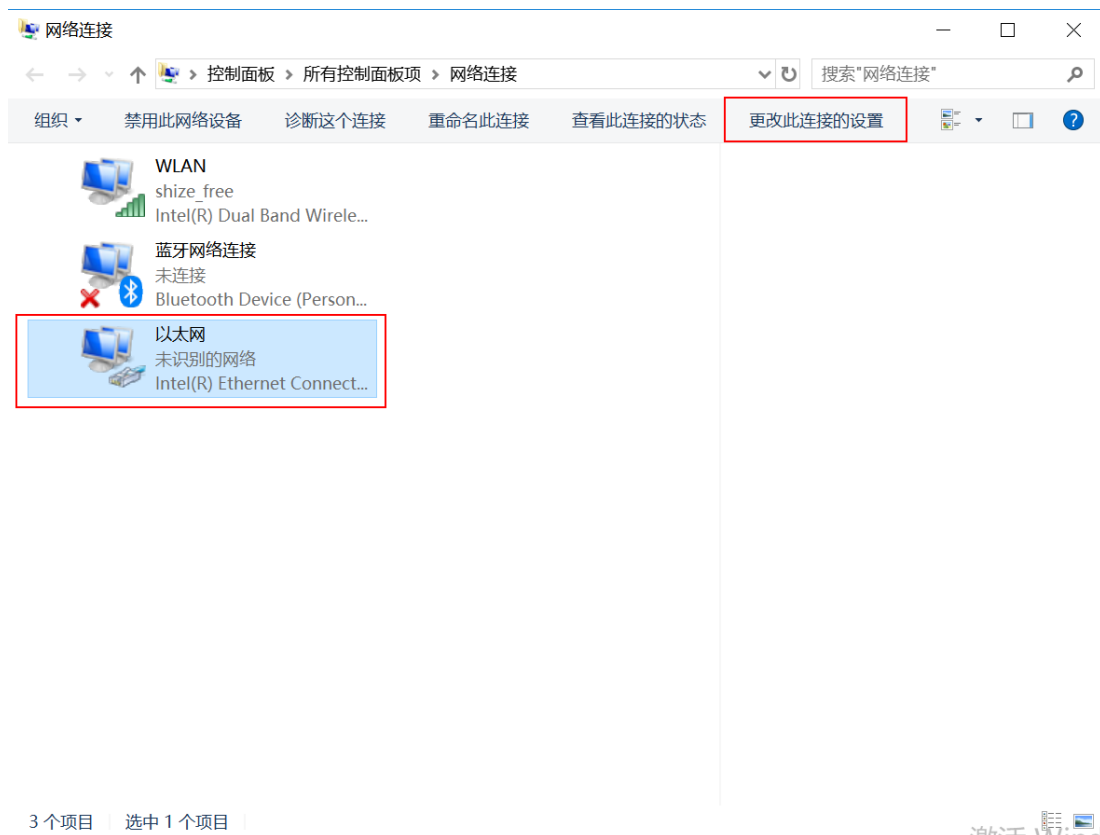 网络连接
控制面板 › 所有控制面板项 › 网络连接
搜索"网络连接"
组织 禁用此网络设备 诊断这个连接 重命名此连接 查看此连接的状态 更改此连接的设置
WLAN
shize_free
Intel(R) Dual Band Wirele...
蓝牙网络连接
未连接
Bluetooth Device (Person...
以太网
未识别的网络
Intel(R) Ethernet Connect...
3 个项目 选中 1 个项目